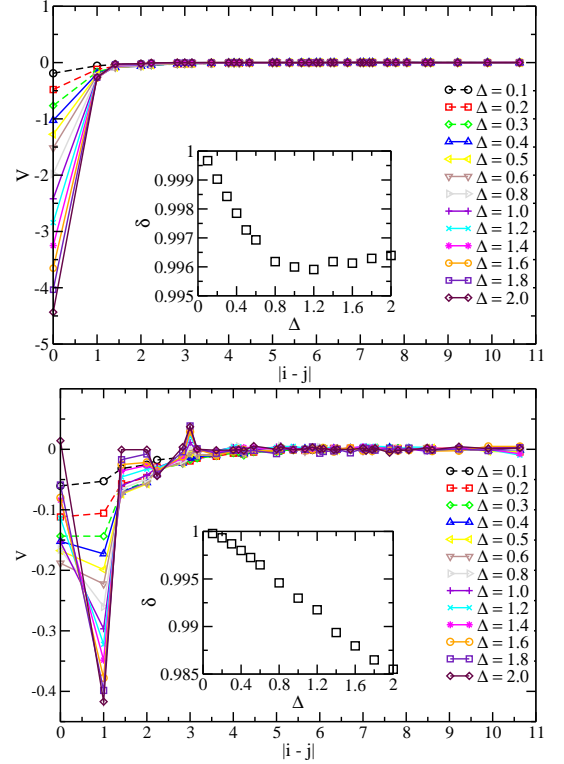 1
0
-1
-2
-3
-4
-5
V
0 1 2 3 4 5 6 7 8 9 10 11
|i - j|
Δ = 0.1
Δ = 0.2
Δ = 0.3
Δ = 0.4
Δ = 0.5
Δ = 0.6
Δ = 0.8
Δ = 1.0
Δ = 1.2
Δ = 1.4
Δ = 1.6
Δ = 1.8
Δ = 2.0
1
0.999
0.998
0.997
0.996
0.995
δ
0 0.4 0.8 1.2 1.6 2
Δ
0
-0.1
-0.2
-0.3
-0.4
V
0 1 2 3 4 5 6 7 8 9 10 11
|i - j|
Δ = 0.1
Δ = 0.2
Δ = 0.3
Δ = 0.4
Δ = 0.5
Δ = 0.6
Δ = 0.8
Δ = 1.0
Δ = 1.2
Δ = 1.4
Δ = 1.6
Δ = 1.8
Δ = 2.0
1
0.995
0.99
0.985
δ
0 0.4 0.8 1.2 1.6 2
Δ